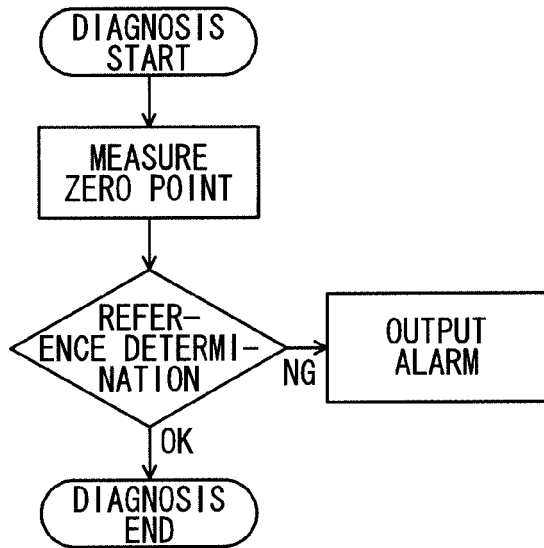 DIAGNOSIS
START
MEASURE
ZERO POINT
REFER-
ENCE DETERMI-
NATION
NG
OUTPUT
ALARM
OK
DIAGNOSIS
END